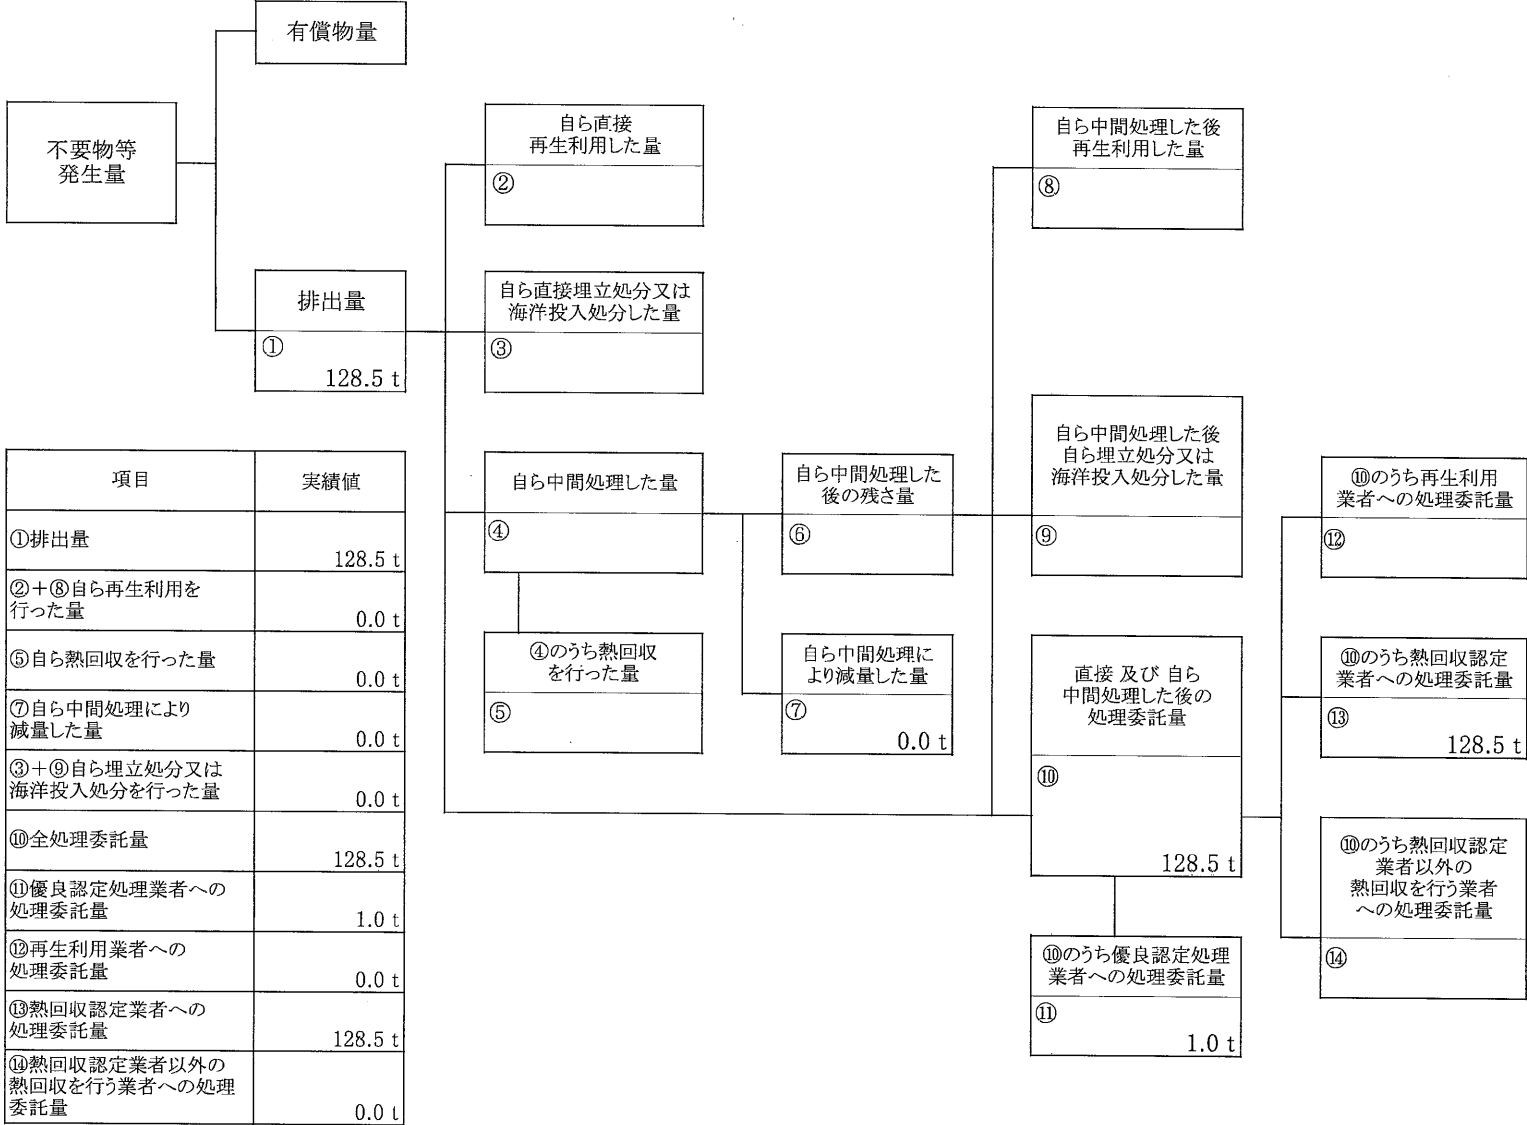 有償物量
不要物等
発生量
排出量
①
128.5 t
自ら直接
再生利用した量
②
自ら直接埋立処分又は
海洋投入処分した量
③
自ら中間処理した量
④
④のうち熱回収
を行った量
⑤
自ら中間処理した
後の残さ量
⑥
自ら中間処理に
より減量した量
⑦
0.0 t
自ら中間処理した後
再生利用した量
⑧
自ら中間処理した後
自ら埋立処分又は
海洋投入処分した量
⑨
直接 及び 自ら
中間処理した後の
処理委託量
⑩
128.5 t
⑩のうち優良認定処理
業者への処理委託量
⑪
1.0 t
⑩のうち再生利用
業者への処理委託量
⑫
⑩のうち熱回収認定
業者への処理委託量
⑬
128.5 t
⑩のうち熱回収認定
業者以外の
熱回収を行う業者
への処理委託量
⑭
項目 実績値
①排出量
128.5 t
②+⑧自ら再生利用を
行った量
0.0 t
⑤自ら熱回収を行った量
0.0 t
⑦自ら中間処理により
減量した量
0.0 t
③+⑨自ら埋立処分又は
海洋投入処分を行った量
0.0 t
⑩全処理委託量
128.5 t
⑪優良認定処理業者への
処理委託量
1.0 t
⑫再生利用業者への
処理委託量
0.0 t
⑬熱回収認定業者への
処理委託量
128.5 t
⑭熱回収認定業者以外の
熱回収を行う業者への処理
委託量
0.0 t